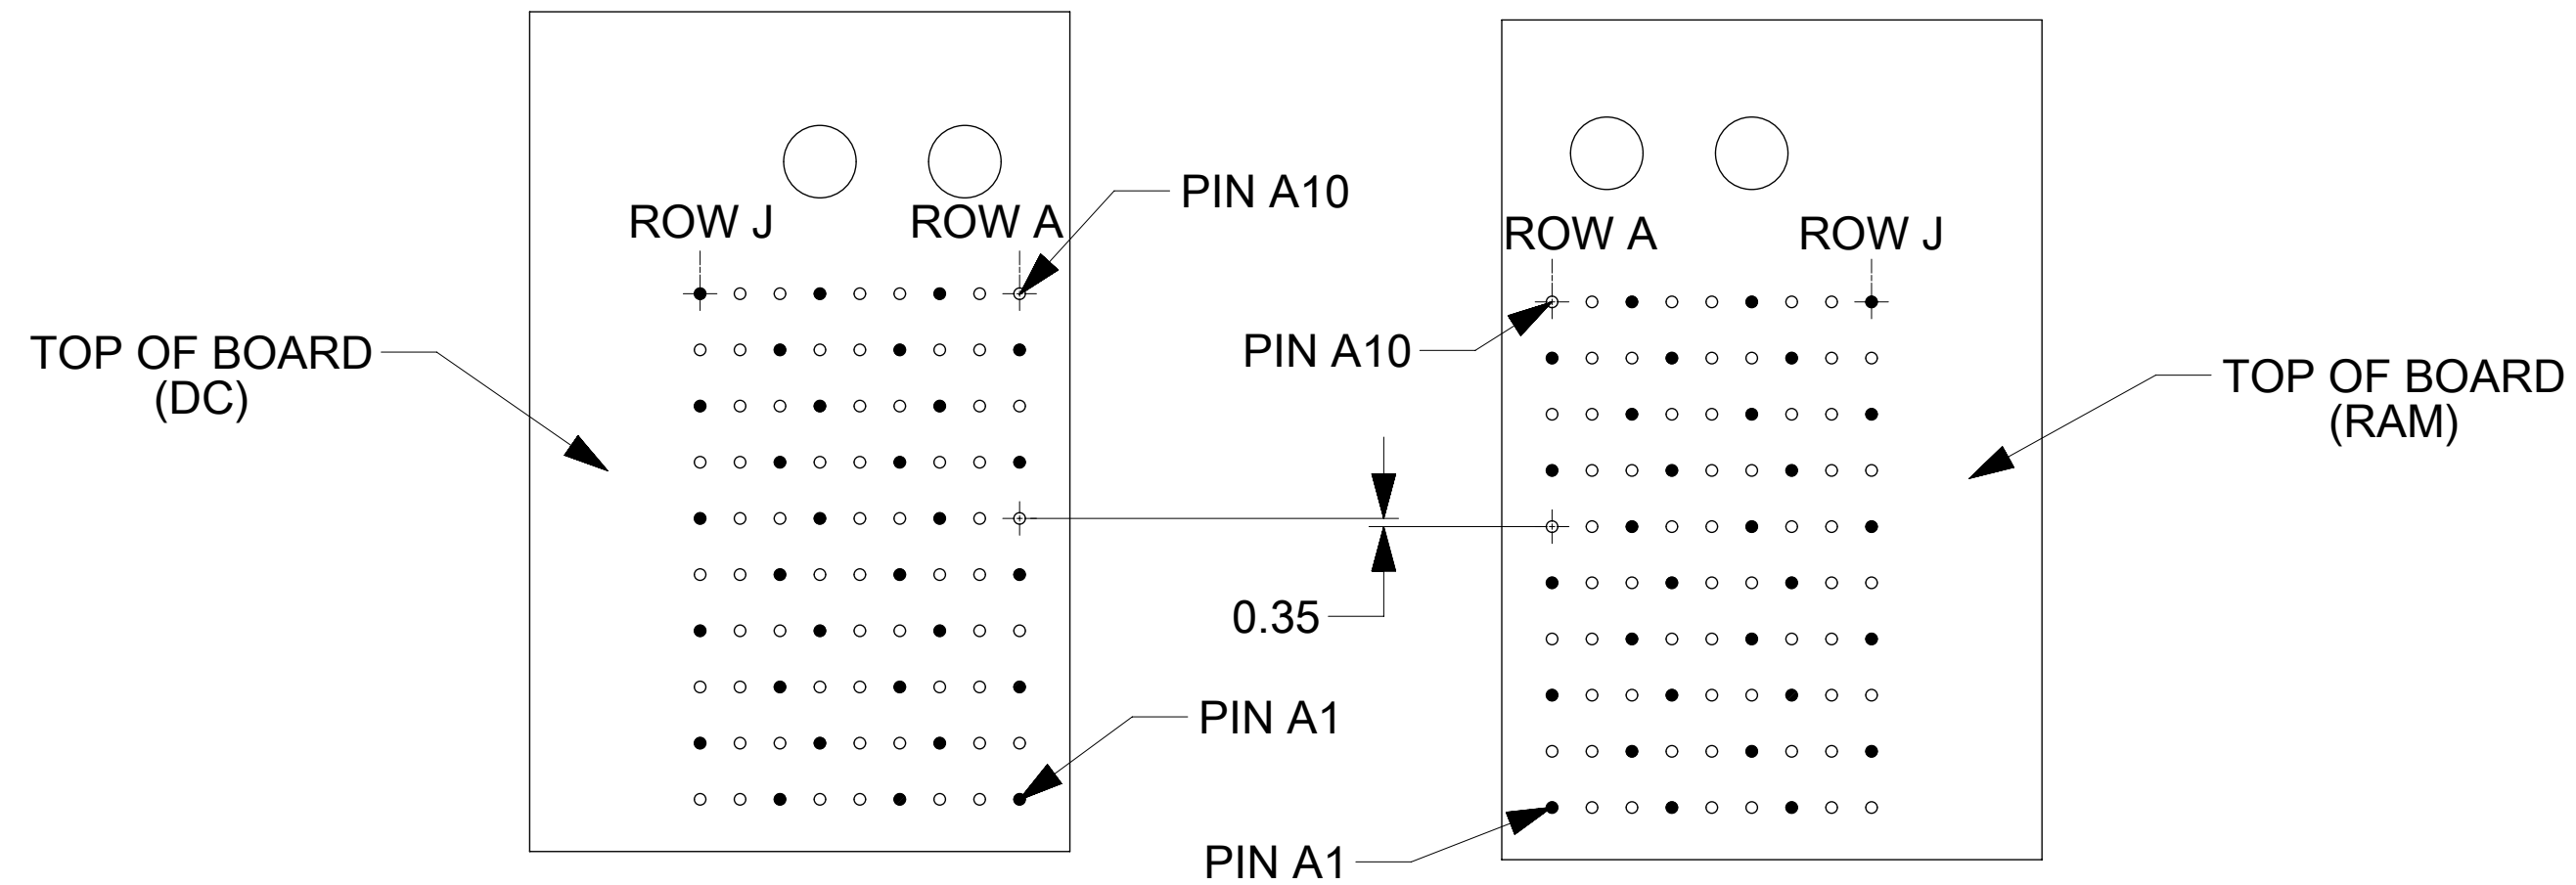 ROW J
ROW A
PIN A10
TOP OF BOARD
(DC)
PIN A1
0.35
ROW A
ROW J
PIN A10
TOP OF BOARD
(RAM)
PIN A1